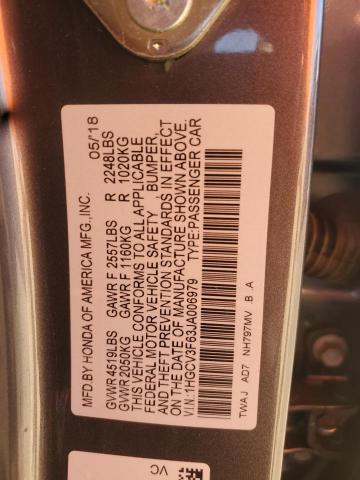 MFD.BY HONDA OF AMERICA MFG.,INC. 05/18
GVWR 4519LBS GAWR F 2557LBS R 2248LBS
GVWR 2050KG GAWR F 1160KG R 1020KG
THIS VEHICLE CONFORMS TO ALL APPLICABLE
FEDERAL MOTOR VEHICLE SAFETY, BUMPER,
AND THEFT PREVENTION STANDARDS IN EFFECT
ON THE DATE OF MANUFACTURE SHOWN ABOVE.
V.I.N.: 1HGCV3F63JA006979 TYPE:PASSENGER CAR
TWAJ AD7 NH797MV B .A
VC